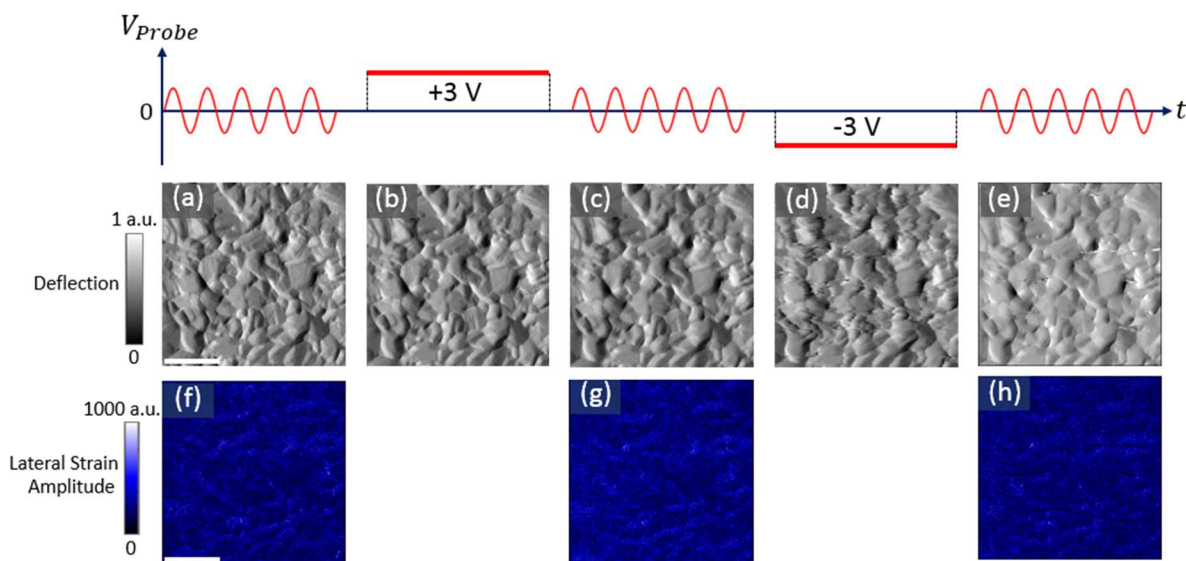 V_Probe
0
+3 V
-3 V
t
(a)
(b)
(c)
(d)
(e)
1 a.u.
Deflection
0
(f)
(g)
(h)
1000 a.u.
Lateral Strain
Amplitude
0